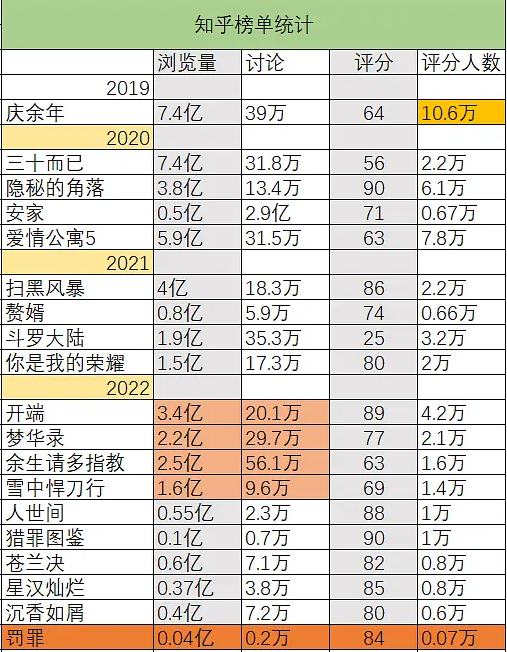 知乎榜单统计
浏览量 讨论 评分 评分人数
2019
庆余年 7.4亿 39万 64 10.6万
2020
三十而已 7.4亿 31.8万 56 2.2万
隐秘的角落 3.8亿 13.4万 90 6.1万
安家 0.5亿 2.9亿 71 0.67万
爱情公寓5 5.9亿 31.5万 63 7.8万
2021
扫黑风暴 4亿 18.3万 86 2.2万
赘婿 0.8亿 5.9万 74 0.66万
斗罗大陆 1.9亿 35.3万 25 3.2万
你是我的荣耀 1.5亿 17.3万 80 2万
2022
开端 3.4亿 20.1万 89 4.2万
梦华录 2.2亿 29.7万 77 2.1万
余生请多指教 2.5亿 56.1万 63 1.6万
雪中悍刀行 1.6亿 9.6万 69 1.4万
人世间 0.55亿 2.3万 88 1万
猎罪图鉴 0.1亿 0.7万 90 1万
苍兰决 0.6亿 7.1万 82 0.8万
星汉灿烂 0.37亿 3.8万 85 0.8万
沉香如屑 0.4亿 7.2万 80 0.6万
罚罪 0.04亿 0.2万 84 0.07万